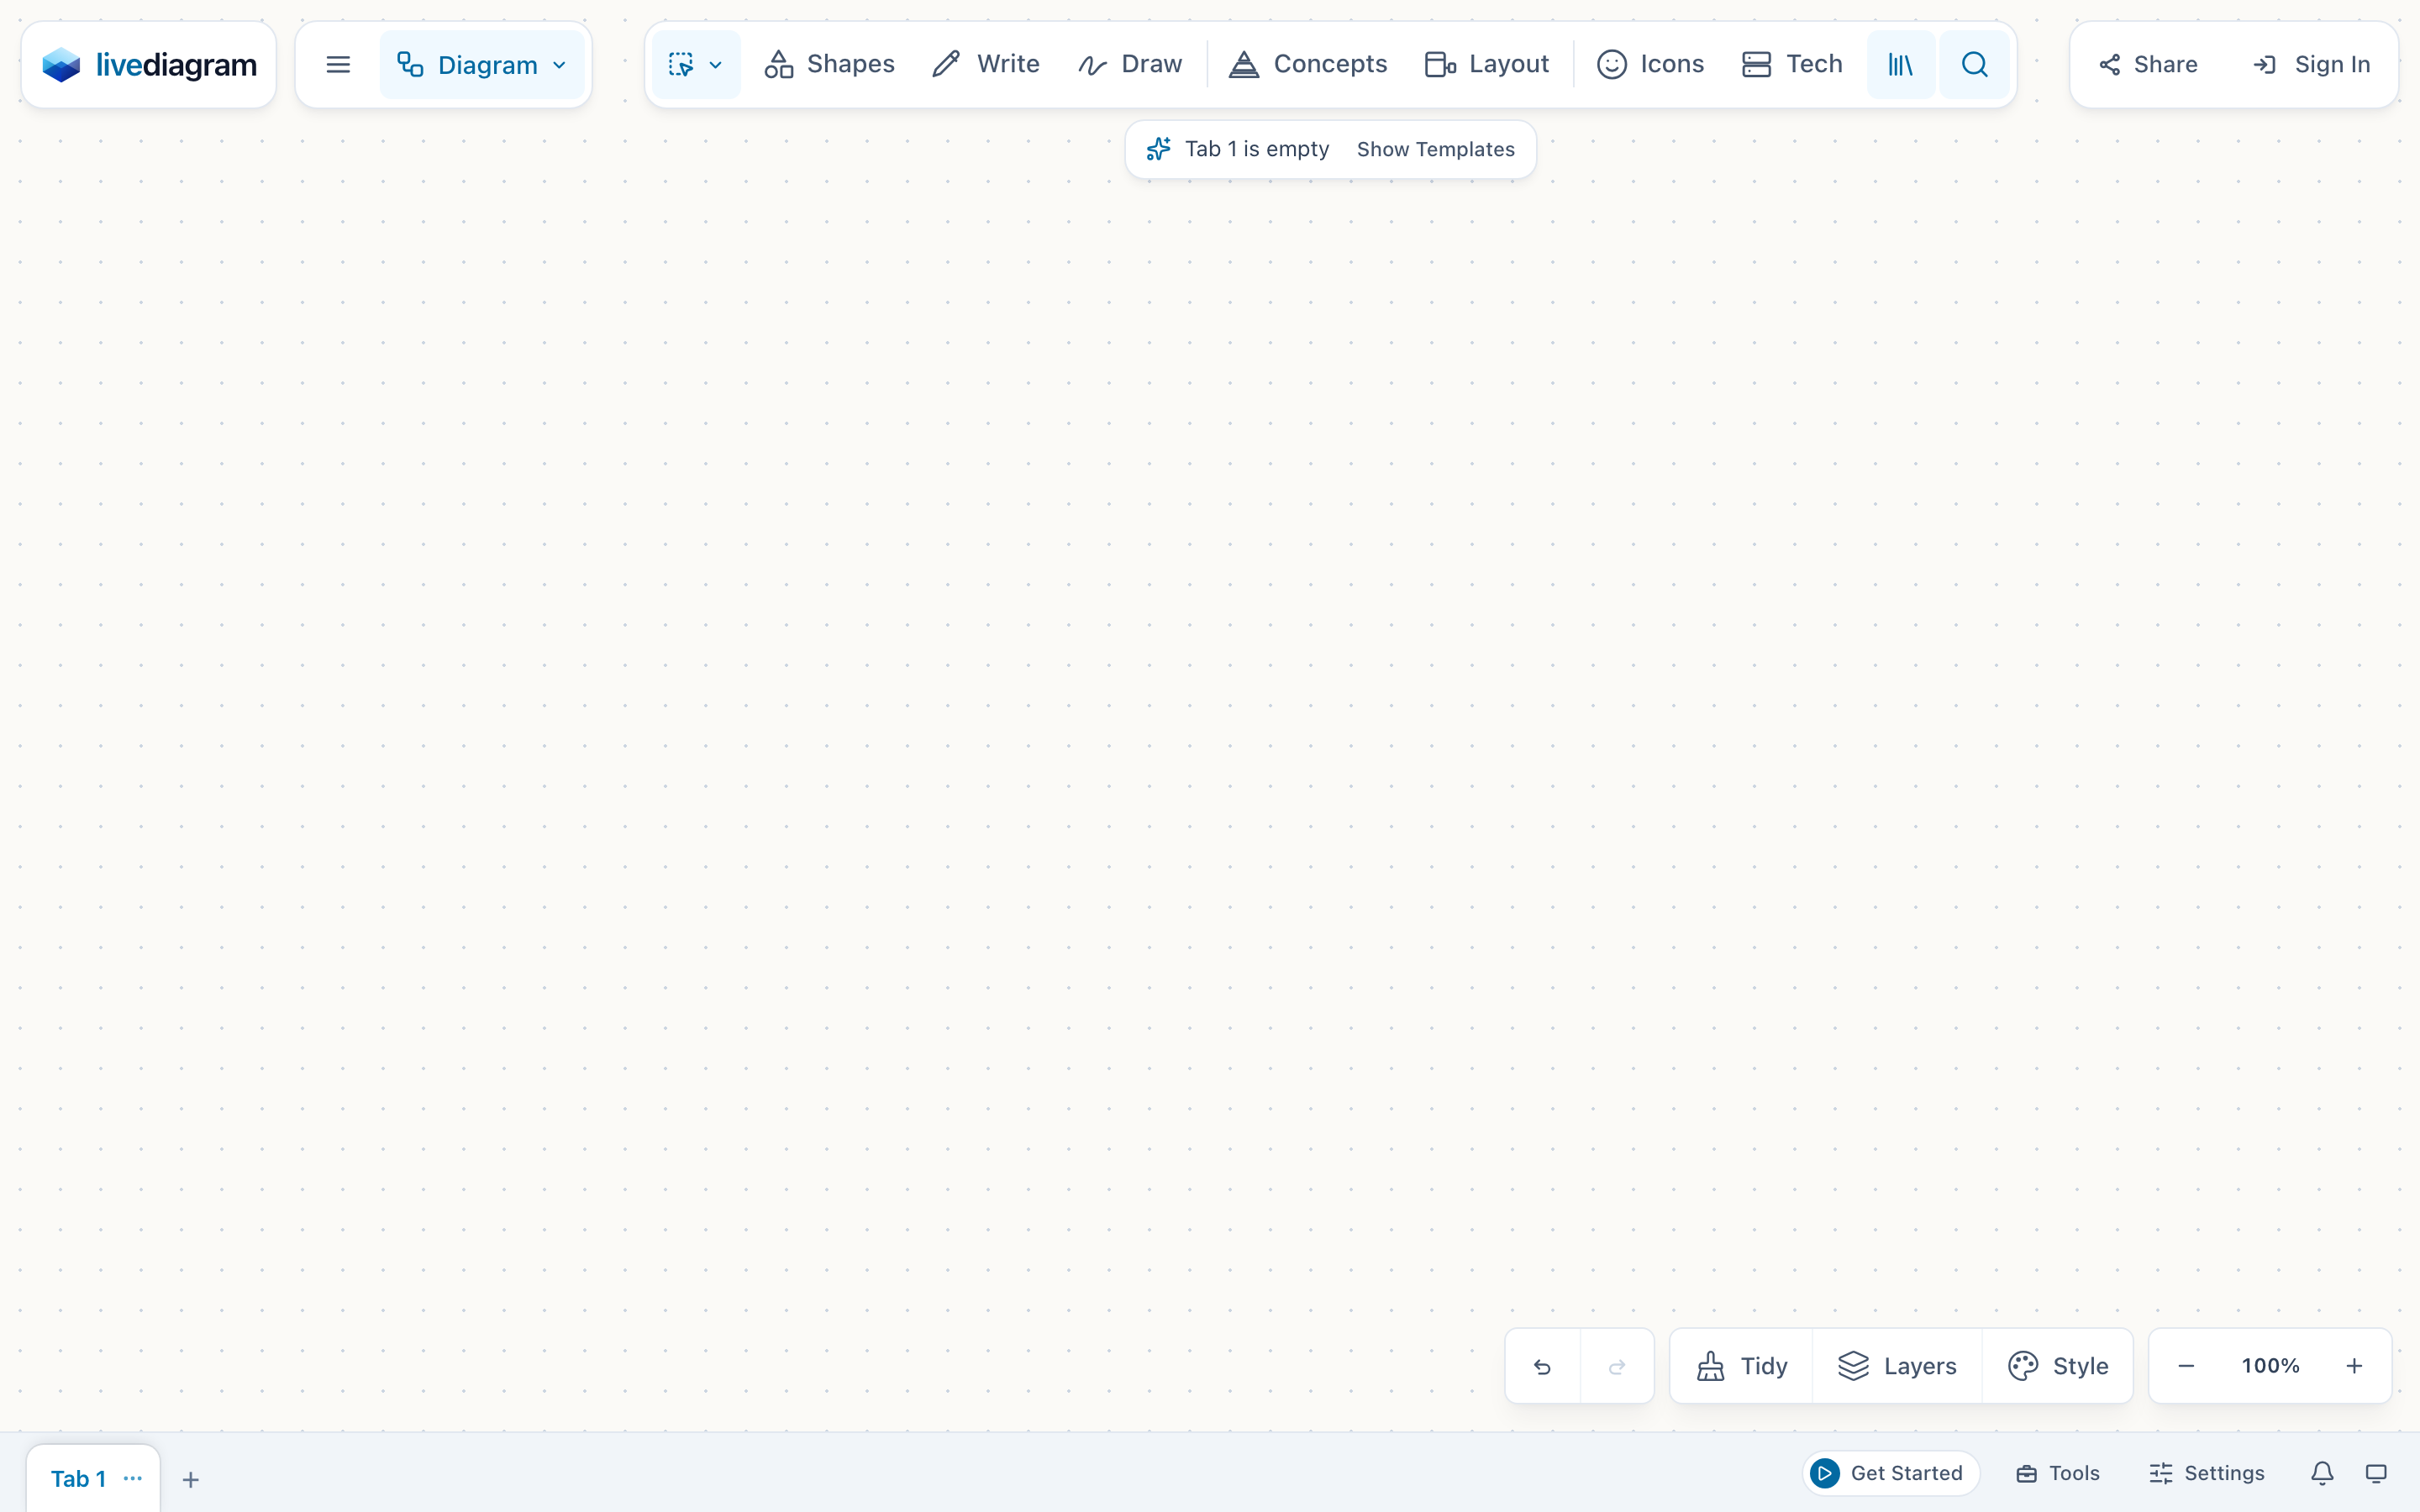 livediagram
Diagram
Shapes
Write
Draw
Concepts
Layout
Icons
Tech
Share
Sign In
Tab 1 is empty
Show Templates
Tidy
Layers
Style
100%
Tab 1
Get Started
Tools
Settings